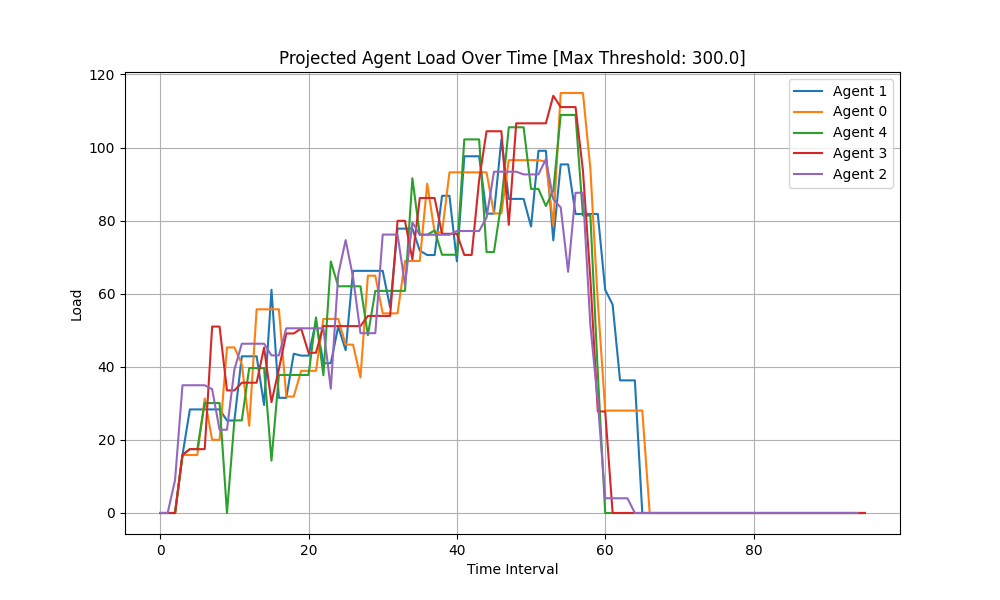 Projected Agent Load Over Time [Max Threshold: 300.0]
120
100
80
60
40
20
0
Load
0 20 40 60 80
Time Interval
Agent 1
Agent 0
Agent 4
Agent 3
Agent 2